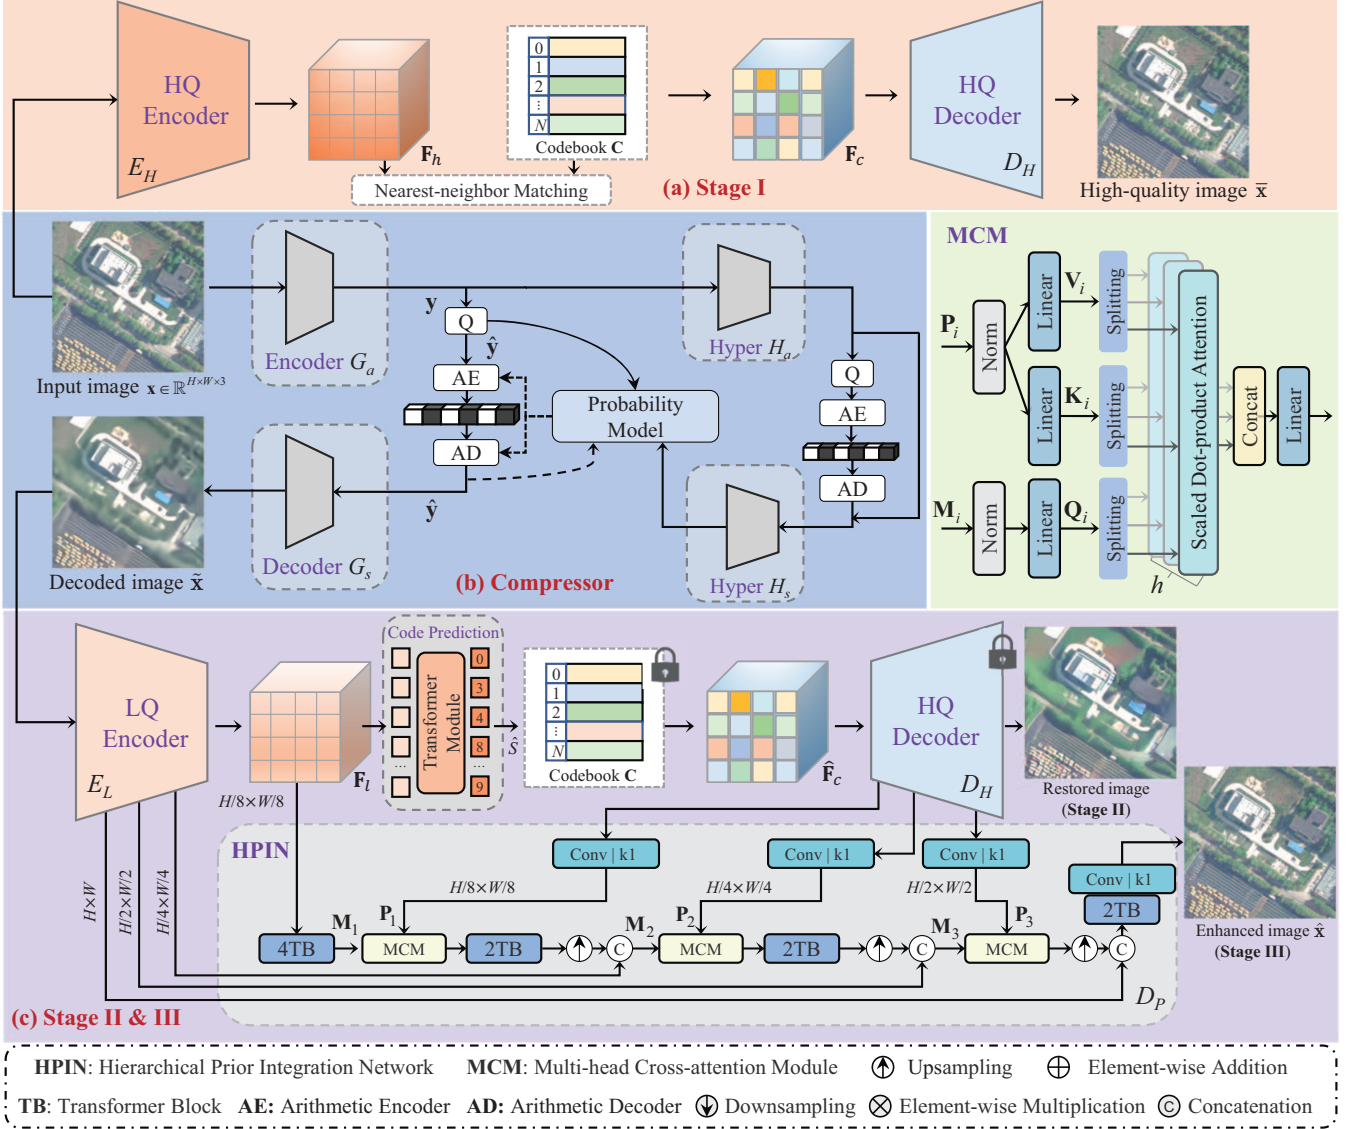 HQ
Encoder
E_H
F_h
0
1
2
⋮
N
Codebook C
Nearest-neighbor Matching
F_c
(a) Stage I
HQ
Decoder
D_H
High-quality image x̄
Input image x ∈ ℝ^{H×W×3}
Encoder G_a
y
Q
ŷ
AE
AD
ŷ
Probability
Model
Hyper H_a
Q
AE
AD
Hyper H_s
Decoder G_s
Decoded image x̃
(b) Compressor
MCM
P_i
Norm
Linear
V_i
Splitting
Linear
K_i
Splitting
M_i
Norm
Linear
Q_i
Splitting
Scaled Dot-product Attention
h
Concat
Linear
LQ
Encoder
E_L
F_l
H/8×W/8
Code Prediction
Transformer
Module
...
0
3
4
8
...
9
ŝ
0
1
2
⋮
N
Codebook C
F̂_c
HQ
Decoder
D_H
Restored image
(Stage II)
Enhanced image x̂
(Stage III)
HPIN
H×W
H/2×W/2
H/4×W/4
Conv | k1
Conv | k1
Conv | k1
Conv | k1
2TB
H/8×W/8
H/4×W/4
H/2×W/2
4TB
M_1
P_1
MCM
2TB
C
M_2
P_2
MCM
2TB
C
M_3
P_3
MCM
C
D_P
(c) Stage II & III
HPIN: Hierarchical Prior Integration Network MCM: Multi-head Cross-attention Module Upsampling Element-wise Addition
TB: Transformer Block AE: Arithmetic Encoder AD: Arithmetic Decoder Downsampling Element-wise Multiplication C Concatenation